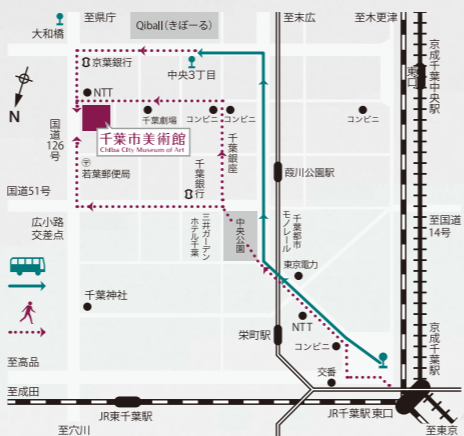 至県庁
Qiball（きぼーる）
至末広
至木更津
大和橋
京葉銀行
中央3丁目
京成千葉中央駅
東口
NTT
千葉劇場
コンビニ
コンビニ
コンビニ
N
国道
126
号
千葉市美術館
Chiba City Museum of Art
千葉銀座
若葉郵便局
千葉銀行
葭川公園駅
国道51号
広小路
交差点
三井ガーデン
ホテル千葉
中央公園
千葉都市
モノレール
至国道
14号
東京電力
千葉神社
NTT
栄町駅
コンビニ
京成千葉駅
至高品
交番
至成田
JR東千葉駅
JR千葉駅 東口
至穴川
至東京